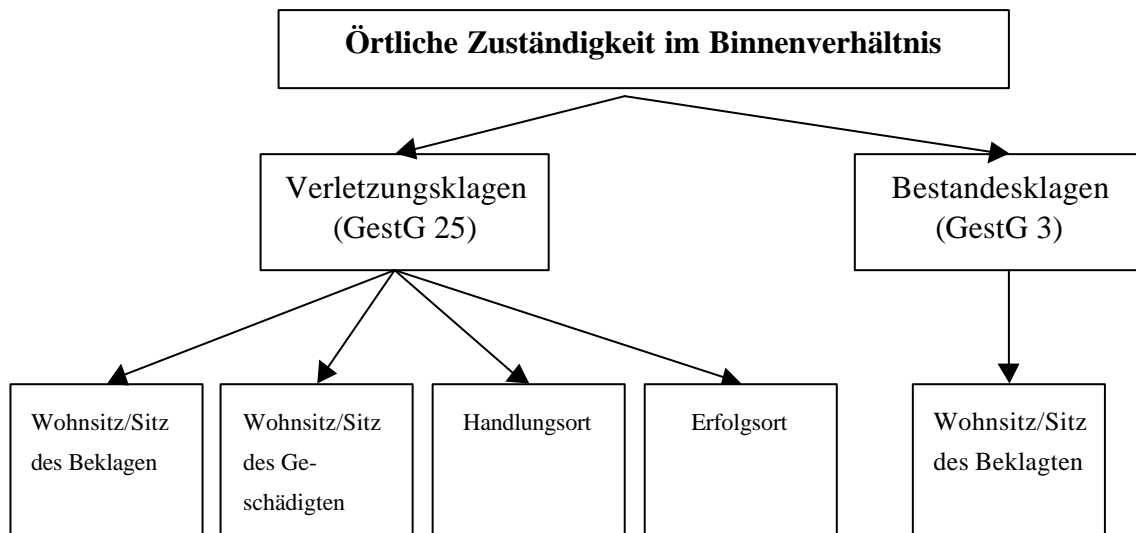 Örtliche Zuständigkeit im Binnenverhältnis
Verletzungsklagen
(GestG 25)
Bestandesklagen
(GestG 3)
Wohnsitz/Sitz
des Beklagen
Wohnsitz/Sitz
des Ge-
schädigten
Handlungsort
Erfolgsort
Wohnsitz/Sitz
des Beklagten